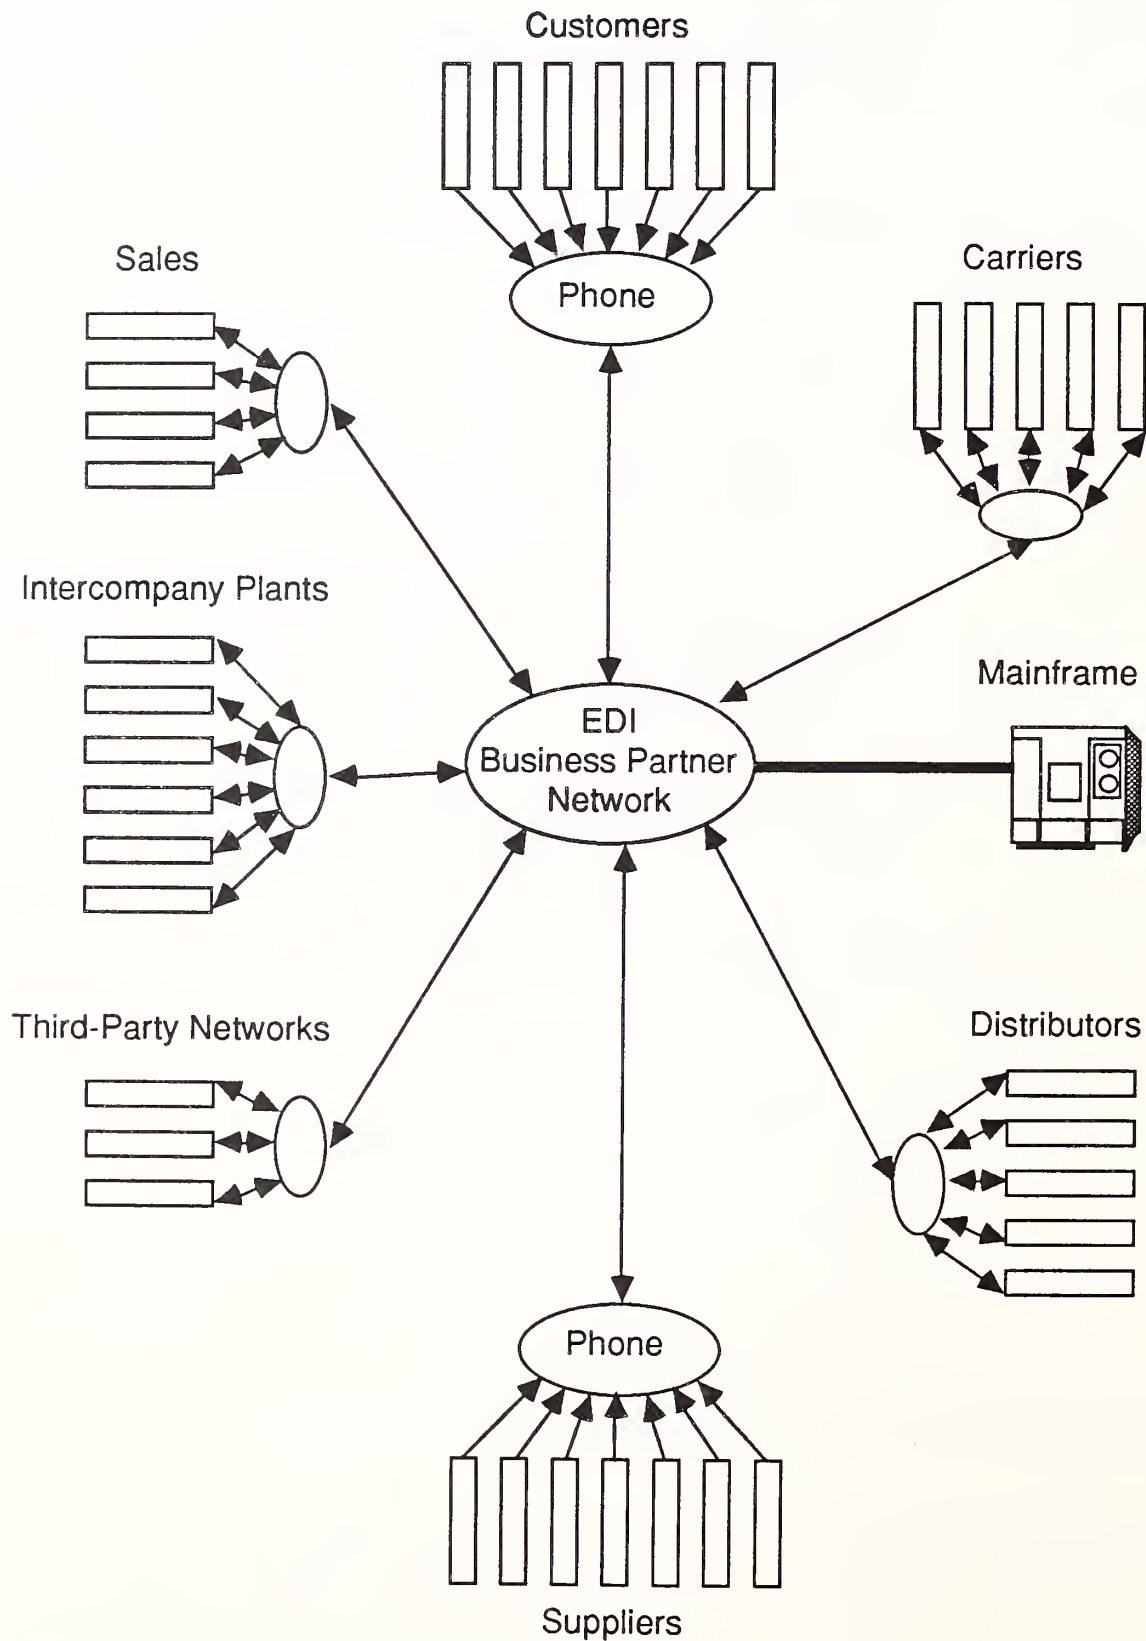 Customers
Sales
Phone
Carriers
Intercompany Plants
Mainframe
EDI
Business Partner
Network
Third-Party Networks
Distributors
Phone
Suppliers